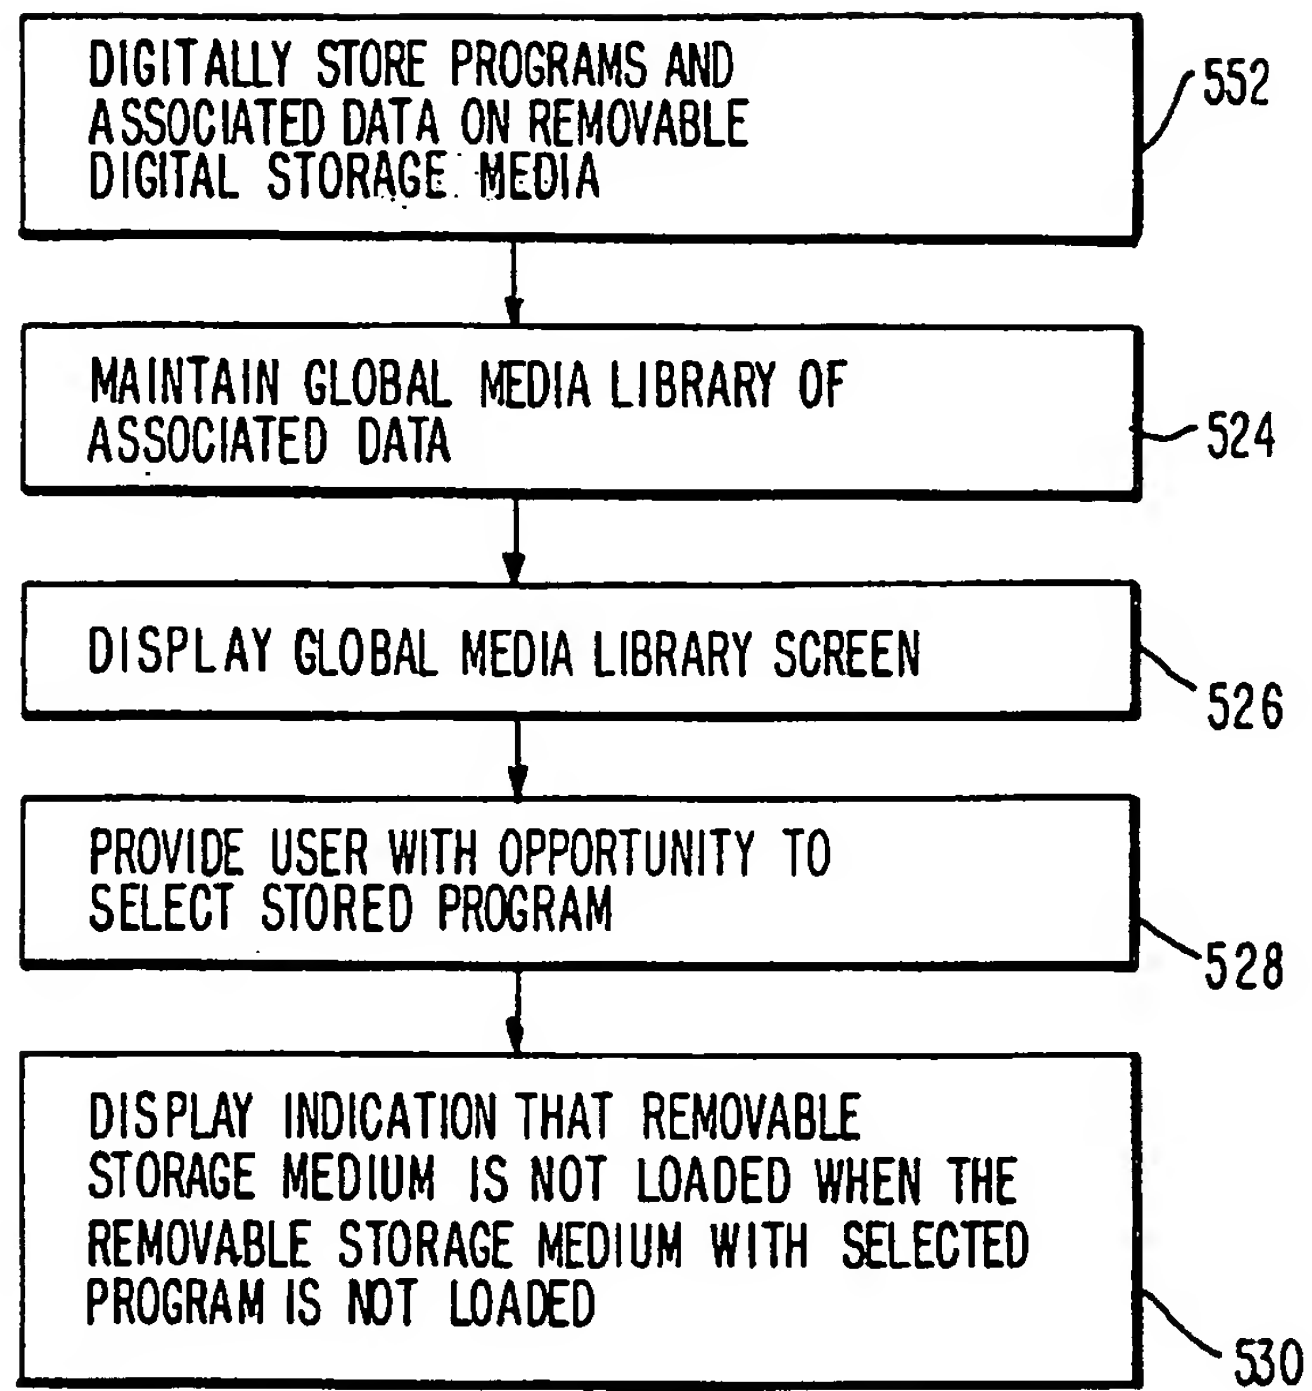 DIGITALLY STORE PROGRAMS AND
ASSOCIATED DATA ON REMOVABLE
DIGITAL STORAGE MEDIA
552
MAINTAIN GLOBAL MEDIA LIBRARY OF
ASSOCIATED DATA
524
DISPLAY GLOBAL MEDIA LIBRARY SCREEN
526
PROVIDE USER WITH OPPORTUNITY TO
SELECT STORED PROGRAM
528
DISPLAY INDICATION THAT REMOVABLE
STORAGE MEDIUM IS NOT LOADED WHEN THE
REMOVABLE STORAGE MEDIUM WITH SELECTED
PROGRAM IS NOT LOADED
530